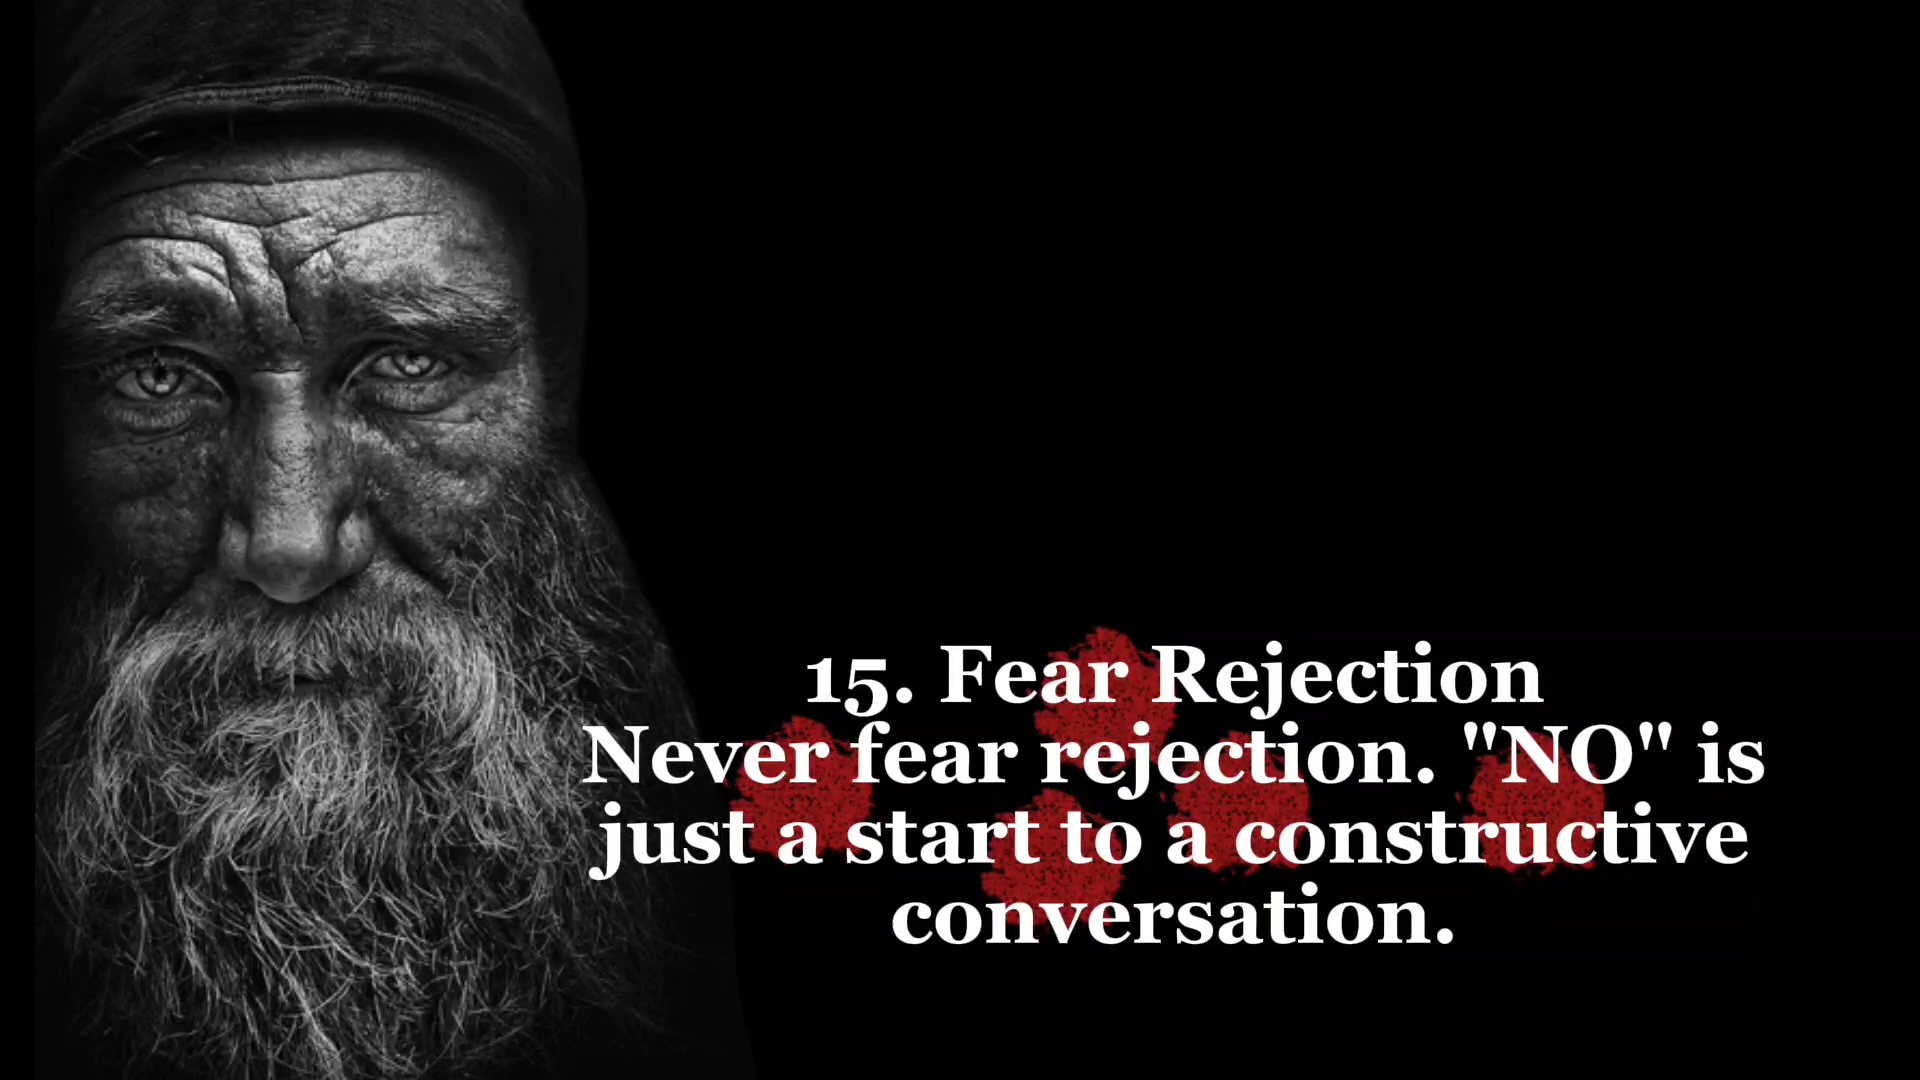 15. Fear Rejection
Never fear rejection. "NO" is
just a start to a constructive
conversation.